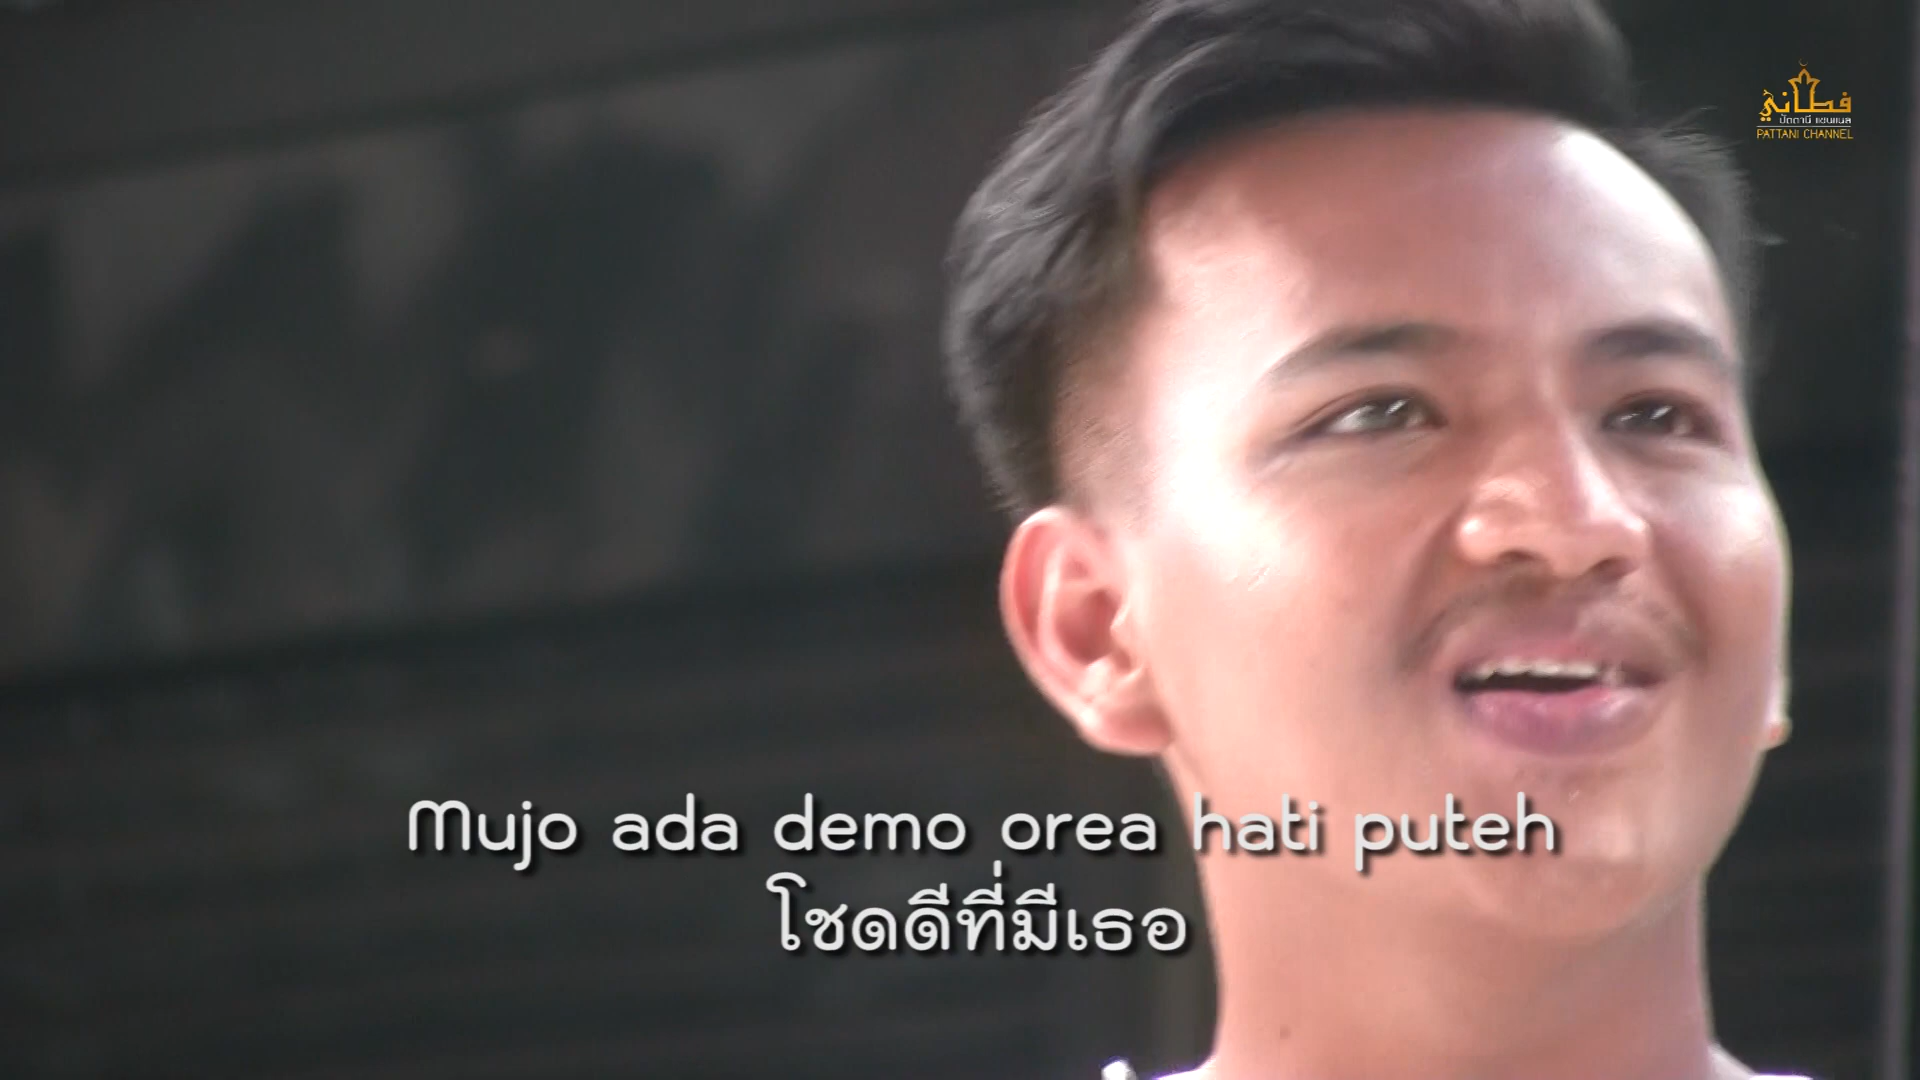 فطاني
ปัตตานี แชนแนล
PATTANI CHANNEL
Mujo ada demo orea hati puteh
โชดดีที่มีเธอ